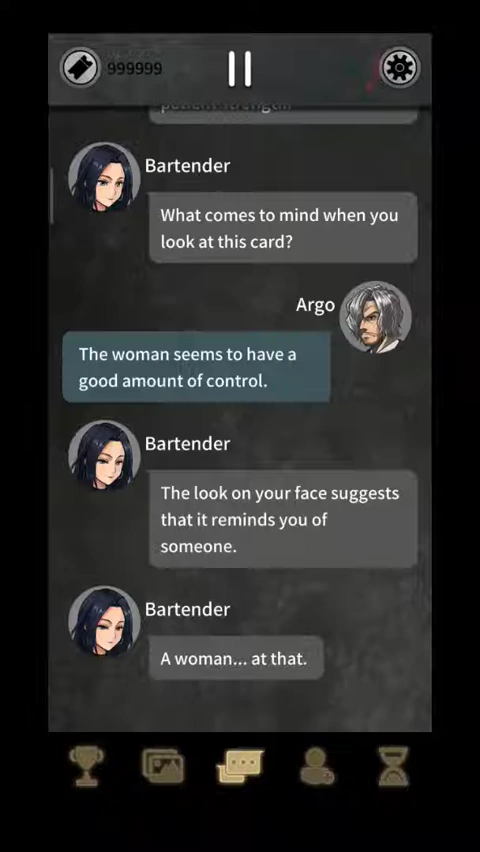 999999
Bartender
What comes to mind when you
look at this card?
Argo
The woman seems to have a
good amount of control.
Bartender
The look on your face suggests
that it reminds you of
someone.
Bartender
A woman... at that.